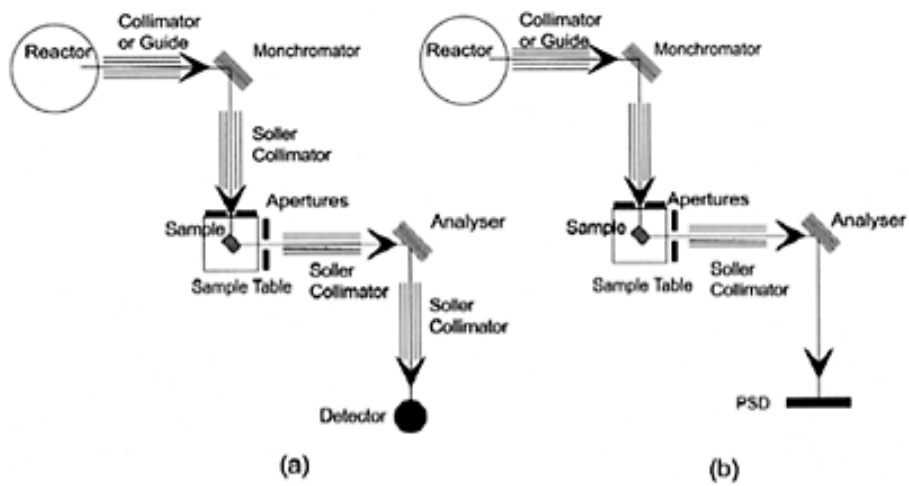 Collimator
or Guide
Reactor
Monchromator
Soller
Collimator
Apertures
Sample
Analyser
Sample Table
Soller
Collimator
Soller
Collimator
Detector
(a)
Collimator
or Guide
Reactor
Monchromator
Apertures
Sample
Analyser
Sample Table
Soller
Collimator
PSD
(b)